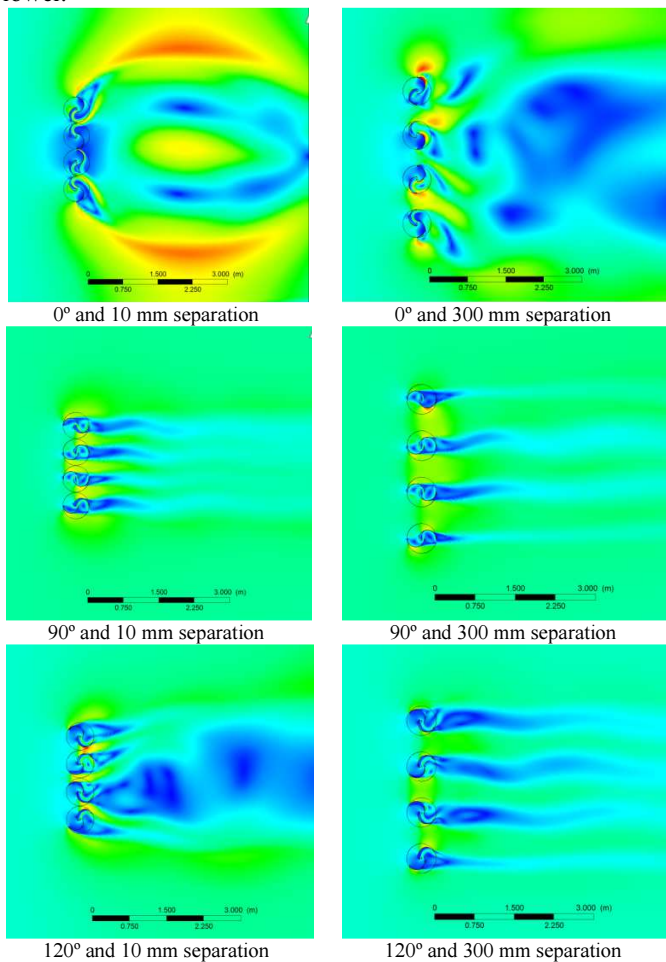 lower.
0 1.500 3.000 (m)
0.750 2.250
0 1.500 3.000 (m)
0.750 2.250
0º and 10 mm separation
0º and 300 mm separation
0 1.500 3.000 (m)
0.750 2.250
0 1.500 3.000 (m)
0.750 2.250
90º and 10 mm separation
90º and 300 mm separation
0 1.500 3.000 (m)
0.750 2.250
0 1.500 3.000 (m)
0.750 2.250
120º and 10 mm separation
120º and 300 mm separation